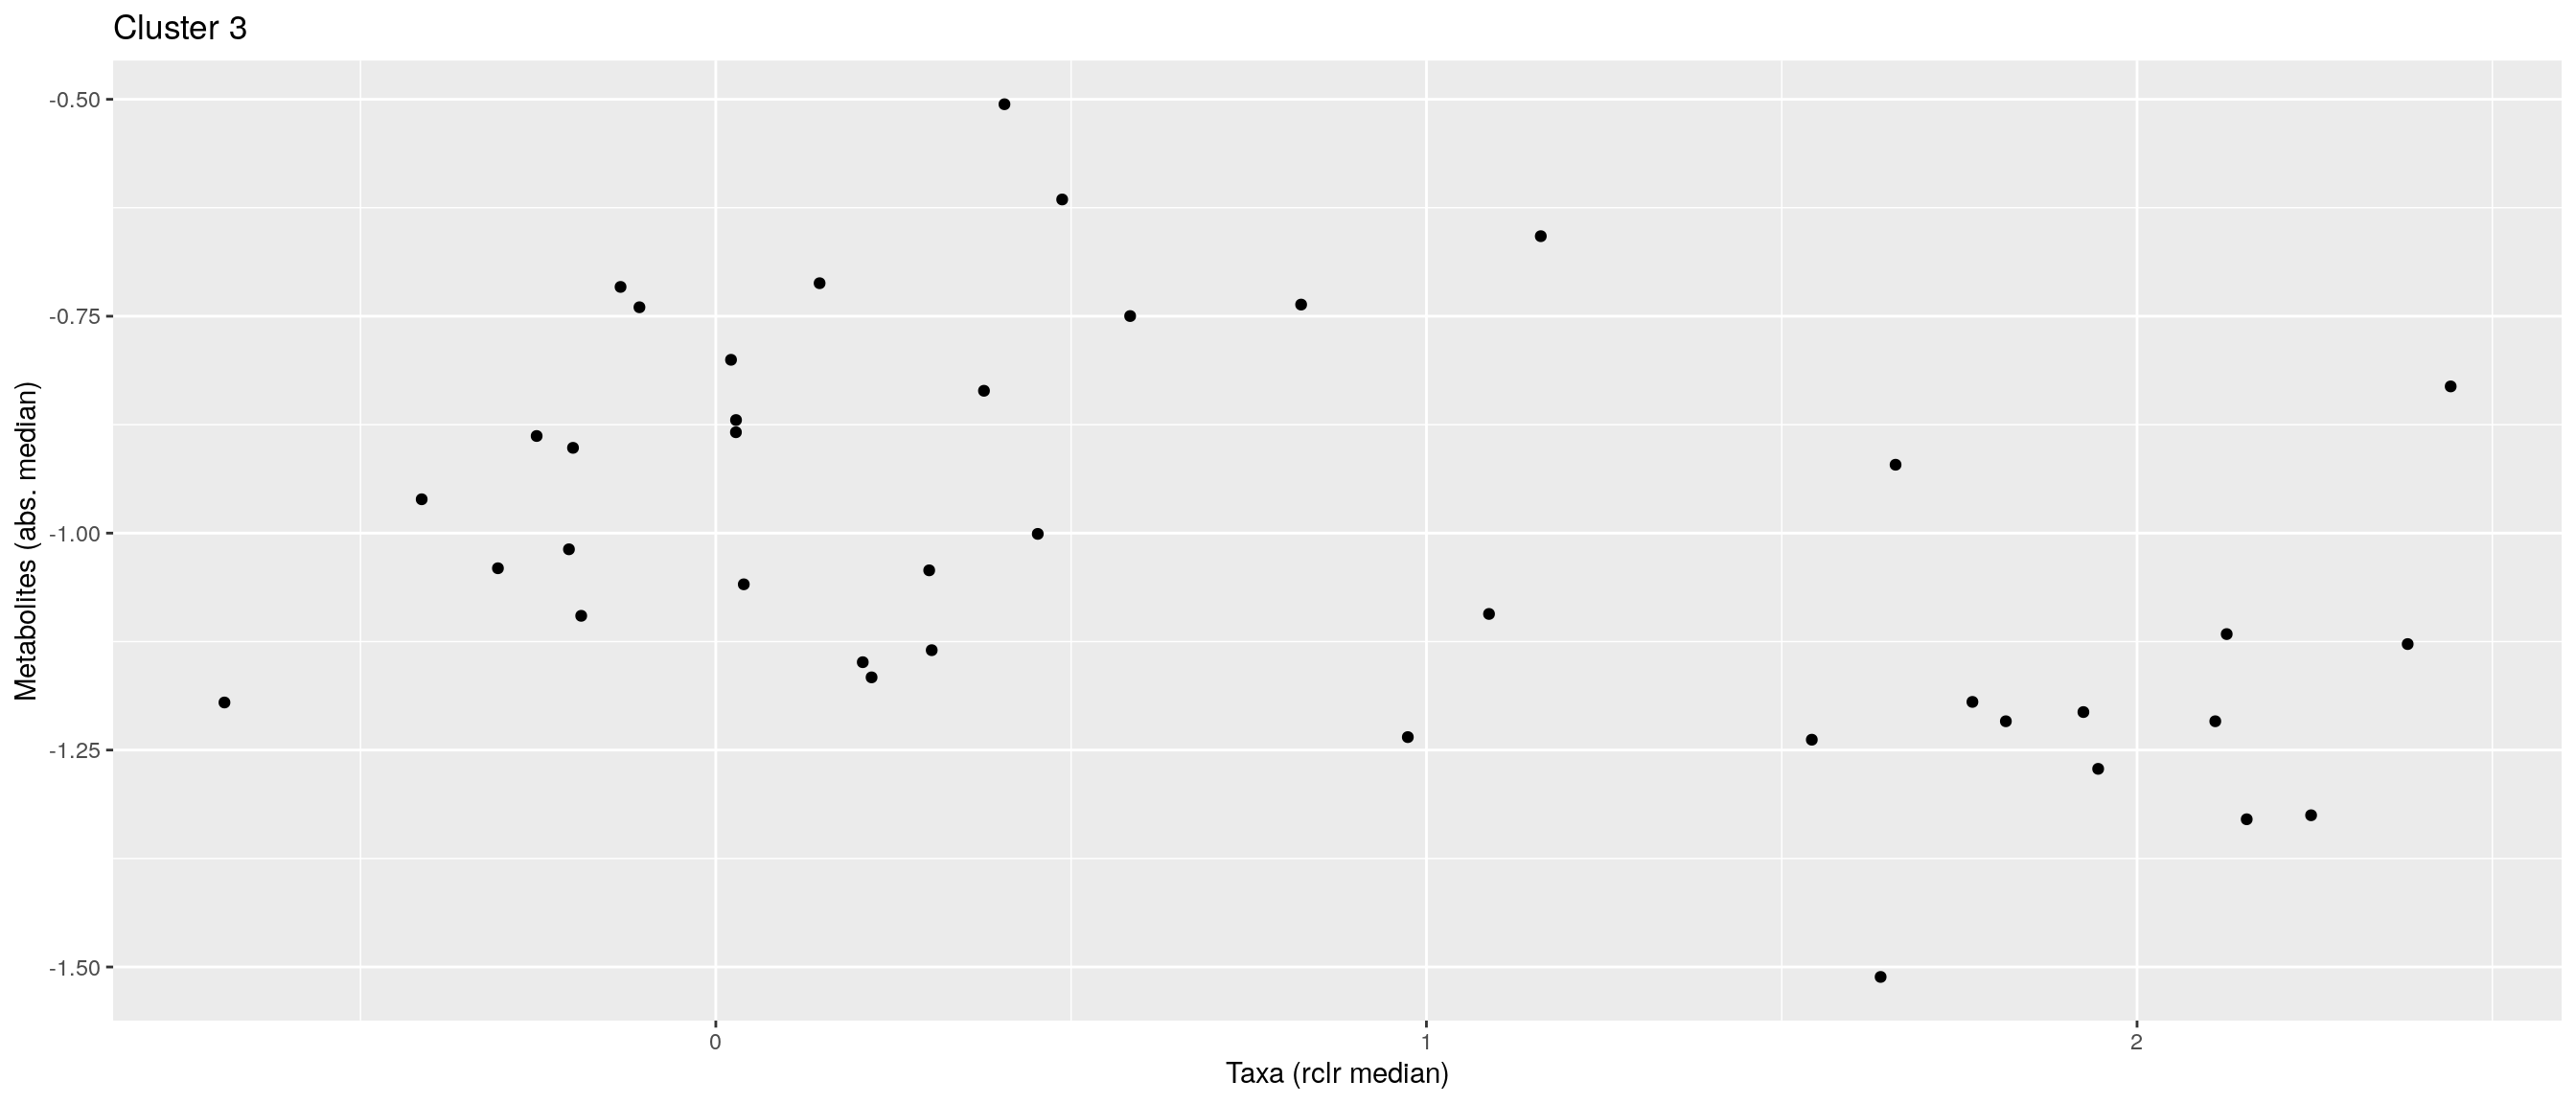 Cluster 3
-0.50
-0.75
-1.00
-1.25
-1.50
Metabolites (abs. median)
0 1 2
Taxa (rclr median)